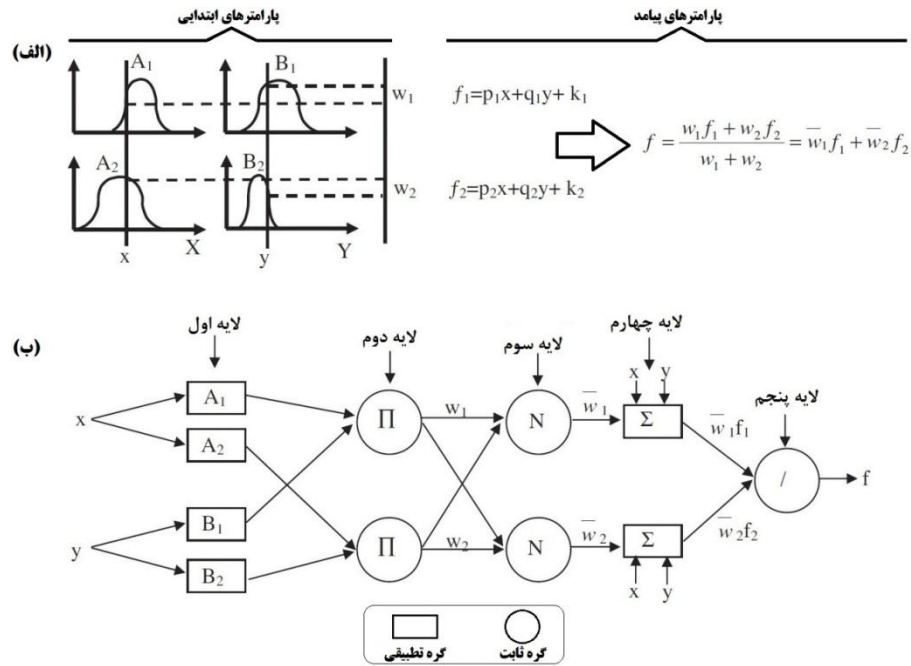 پارامترهای ابتدایی
پارامترهای پیامد
(الف)
A₁
B₁
w₁
x
f₁=p₁x+q₁y+ k₁
f = (w₁f₁ + w₂f₂) / (w₁ + w₂) = w̅₁f₁ + w̅₂f₂
A₂
B₂
w₂
f₂=p₂x+q₂y+ k₂
X
Y
x
y
(ب)
لایه اول
لایه دوم
لایه سوم
لایه چهارم
لایه پنجم
x
y
x
A₁
A₂
Π
w₁
N
w̅ ₁
Σ
w̅ ₁f₁
/
f
y
B₁
B₂
Π
w₂
N
w̅ ₂
Σ
w̅ ₂f₂
x
y
گره تطبیقی
گره ثابت